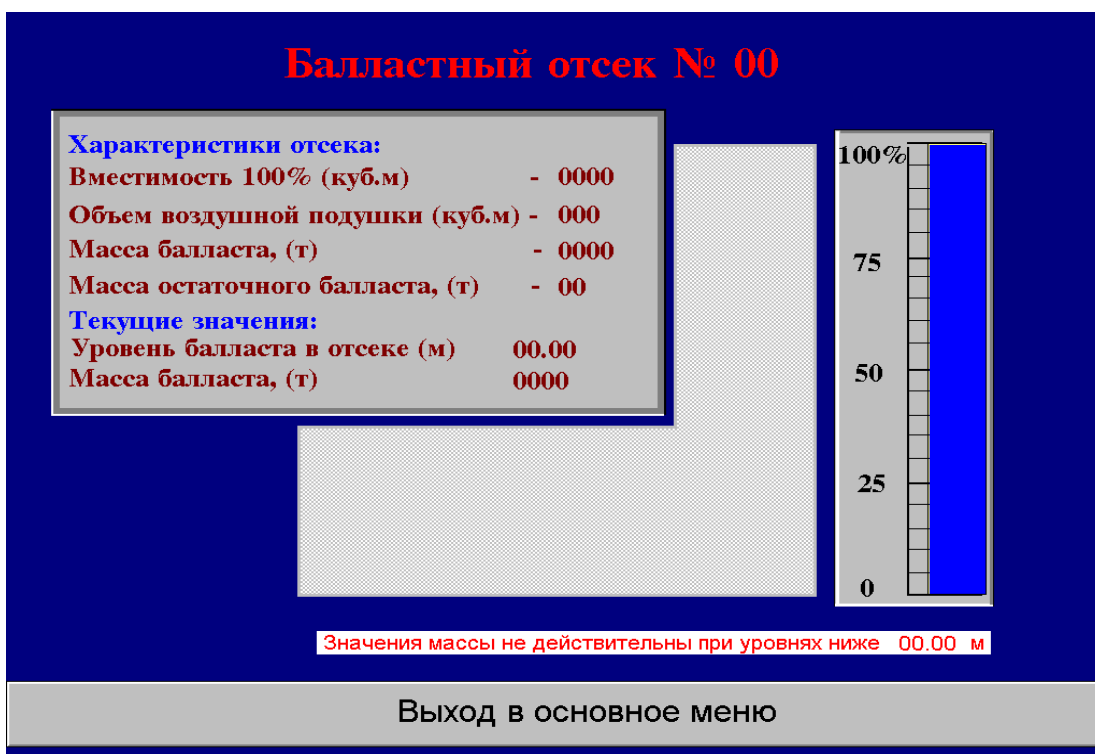 Балластный отсек № 00
Характеристики отсека:
Вместимость 100% (куб.м) - 0000
Объем воздушной подушки (куб.м) - 000
Масса балласта, (т) - 0000
Масса остаточного балласта, (т) - 00
Текущие значения:
Уровень балласта в отсеке (м) 00.00
Масса балласта, (т) 0000
100%
75
50
25
0
Значения массы не действительны при уровнях ниже 00.00 м
Выход в основное меню